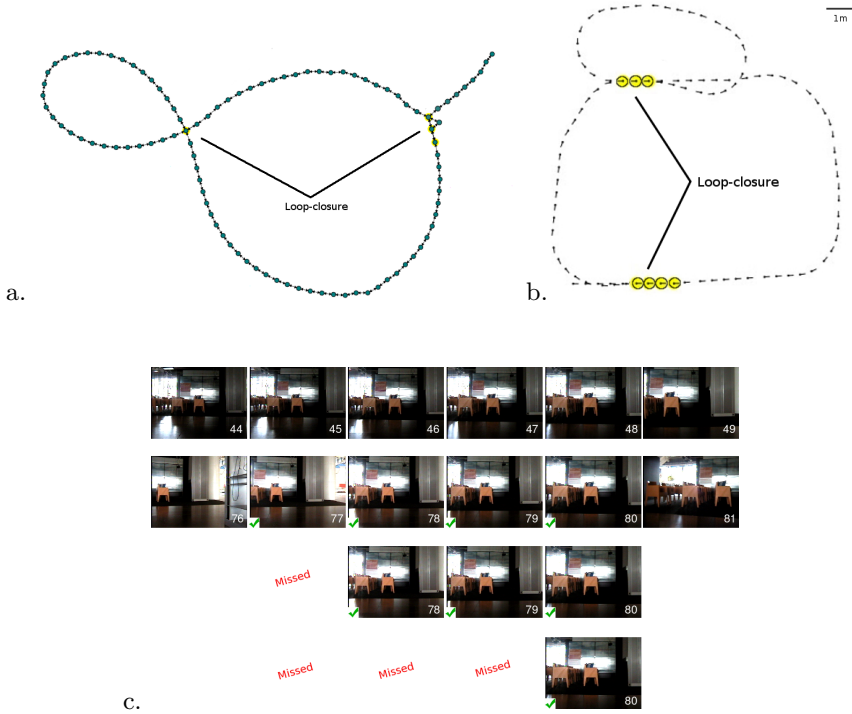 1m
Loop-closure
Loop-closure
a.
b.
44 45 46 47 48 49
76 77 78 79 80 81
Missed 78 79 80
Missed Missed Missed 80
c.